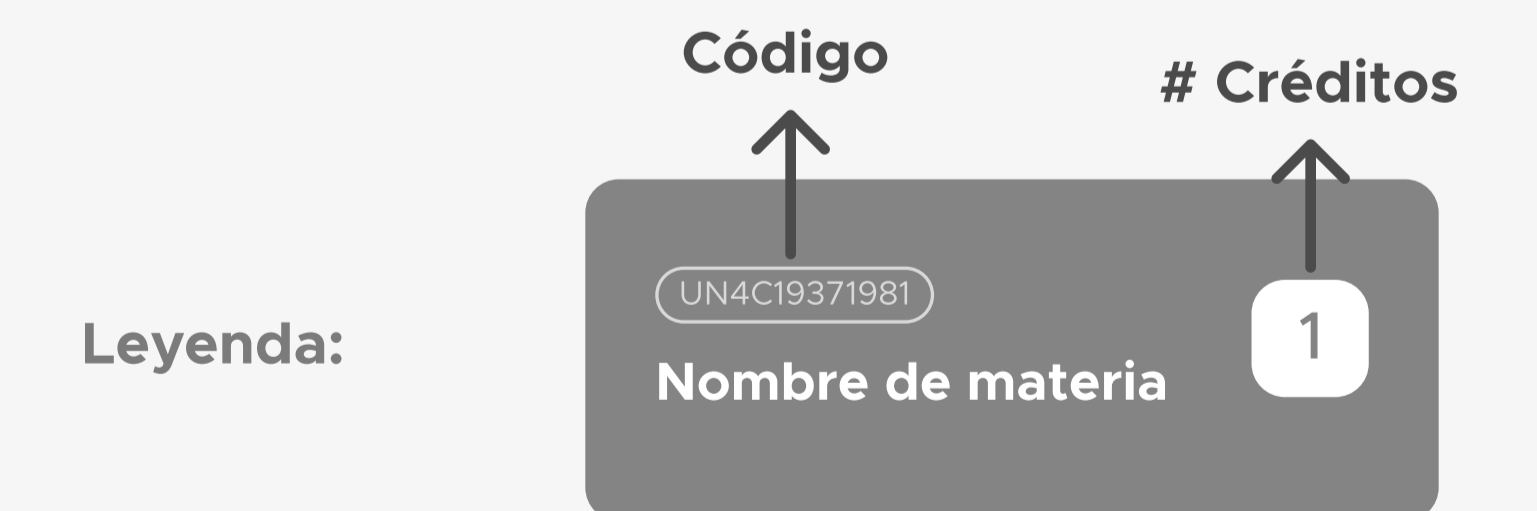 Código
# Créditos
UN4C19371981
1
Leyenda:
Nombre de materia